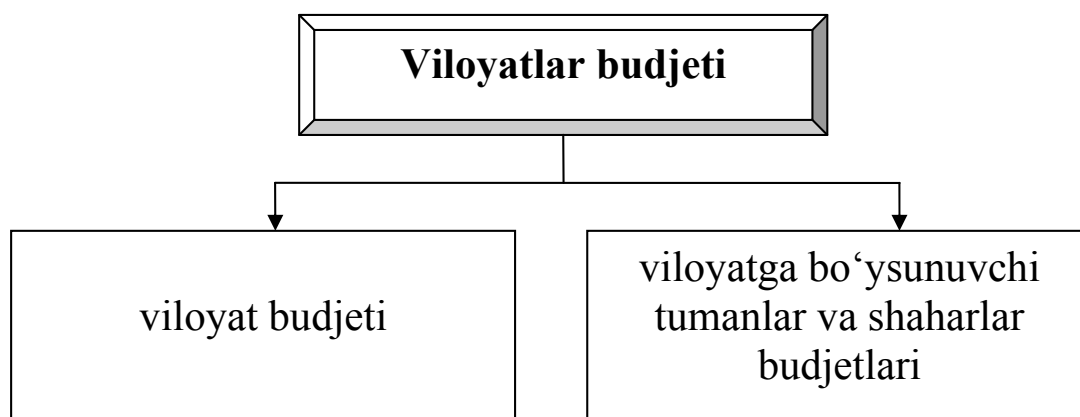 Viloyatlar budjeti
viloyat budjeti
viloyatga bo‘ysunuvchi
tumanlar va shaharlar
budjetlari